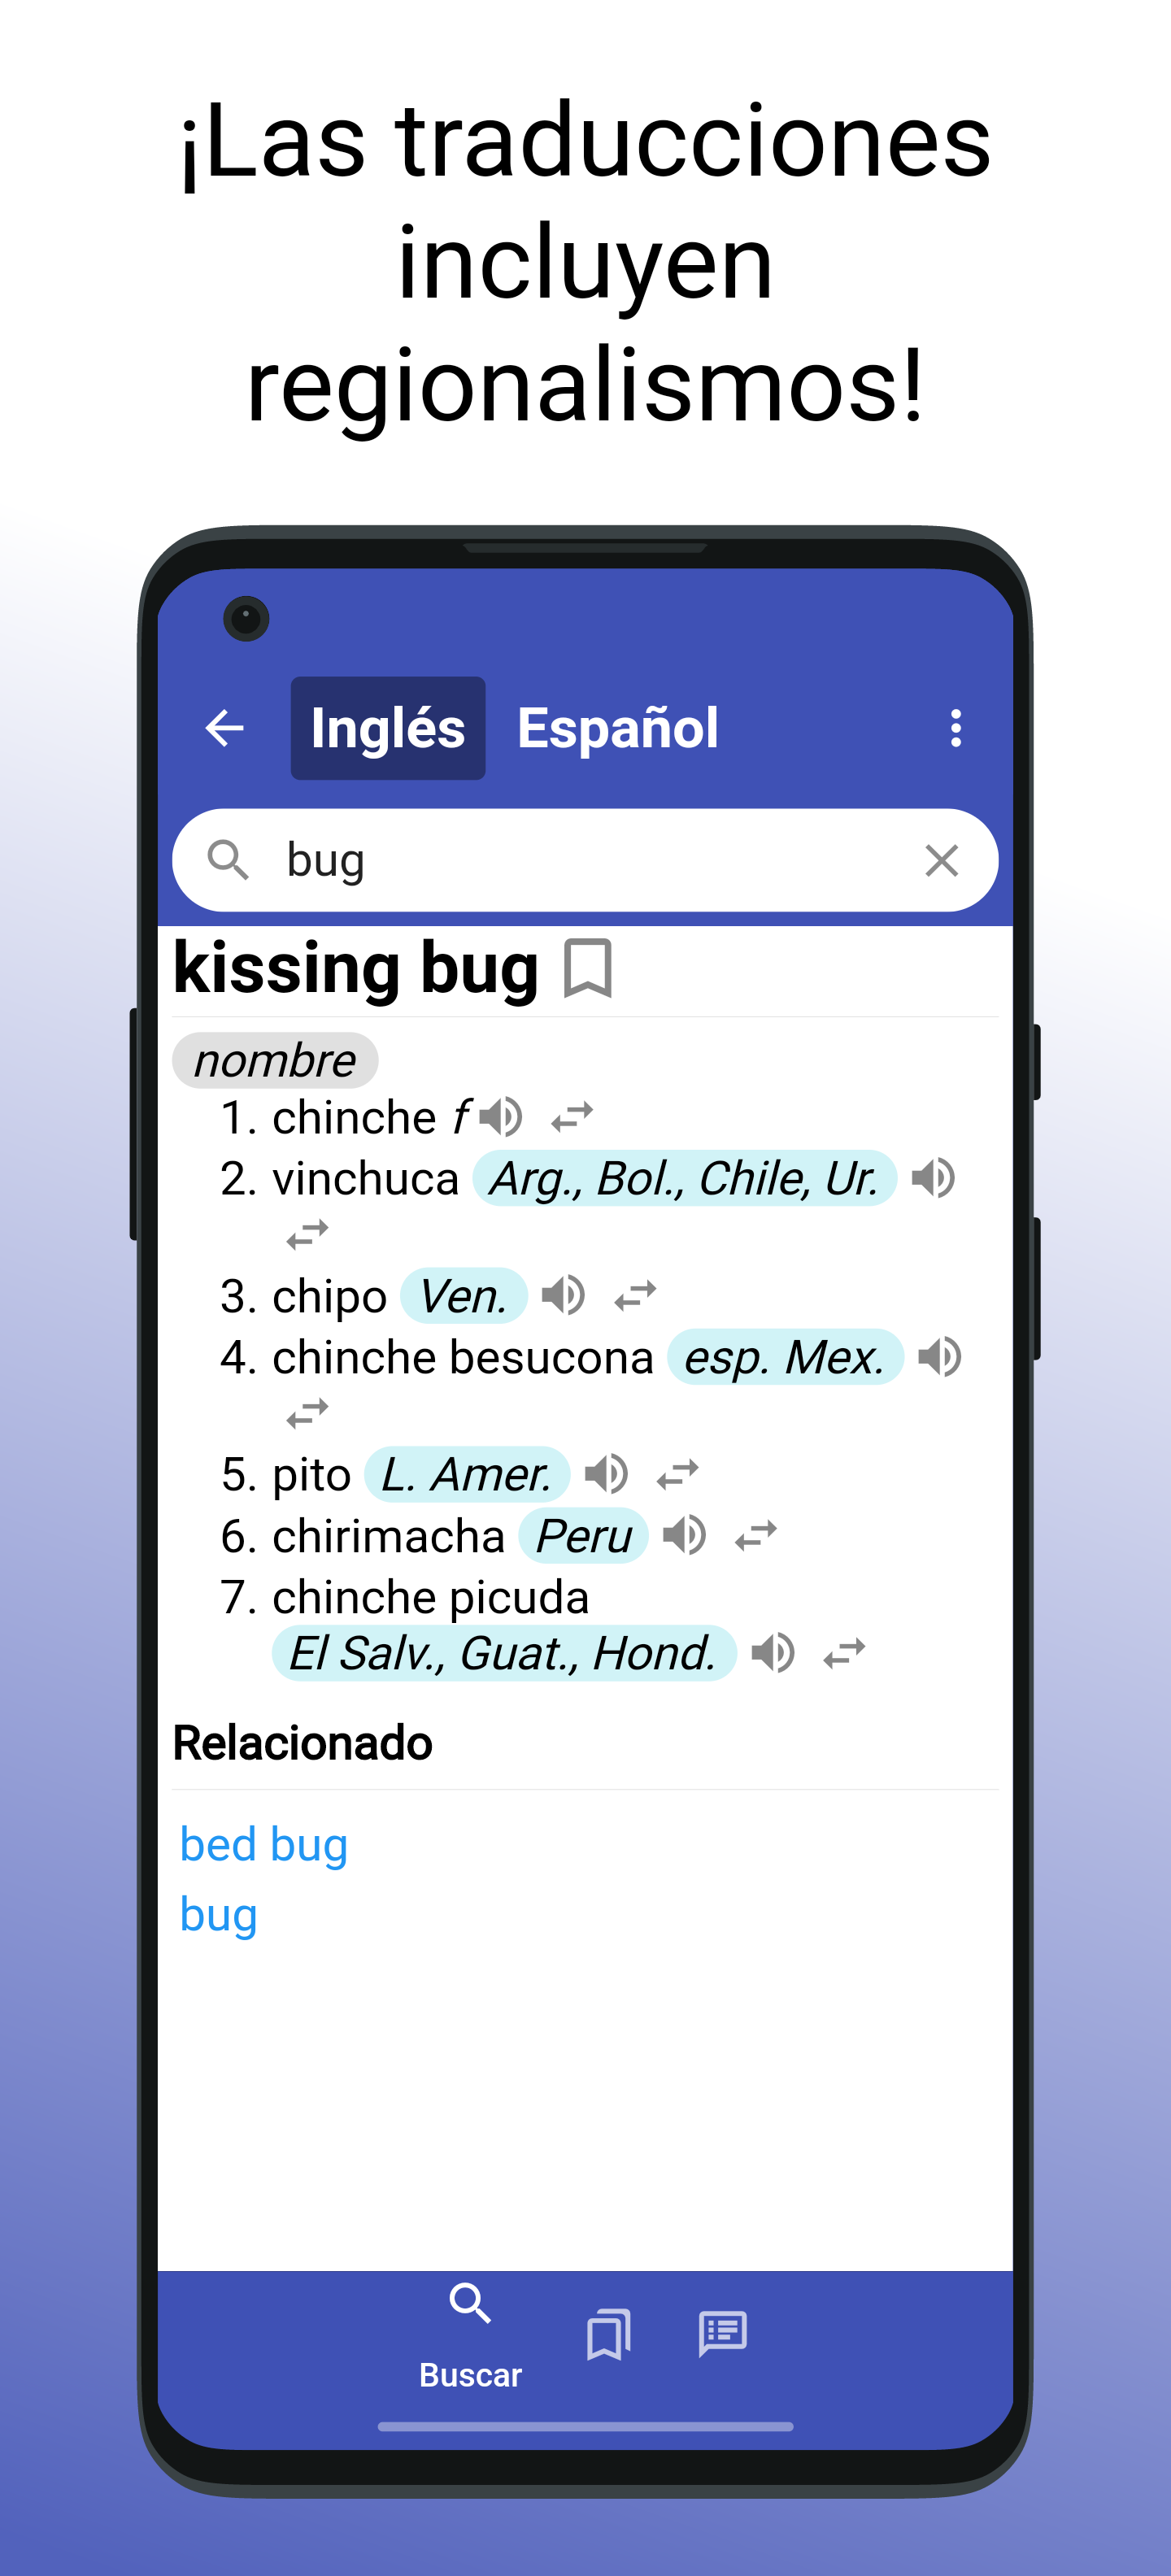 ¡Las traducciones
incluyen
regionalismos!
Inglés Español
bug
kissing bug
nombre
1. chinche f
2. vinchuca Arg., Bol., Chile, Ur.
3. chipo Ven.
4. chinche besucona esp. Mex.
5. pito L. Amer.
6. chirimacha Peru
7. chinche picuda
El Salv., Guat., Hond.
Relacionado
bed bug
bug
Buscar